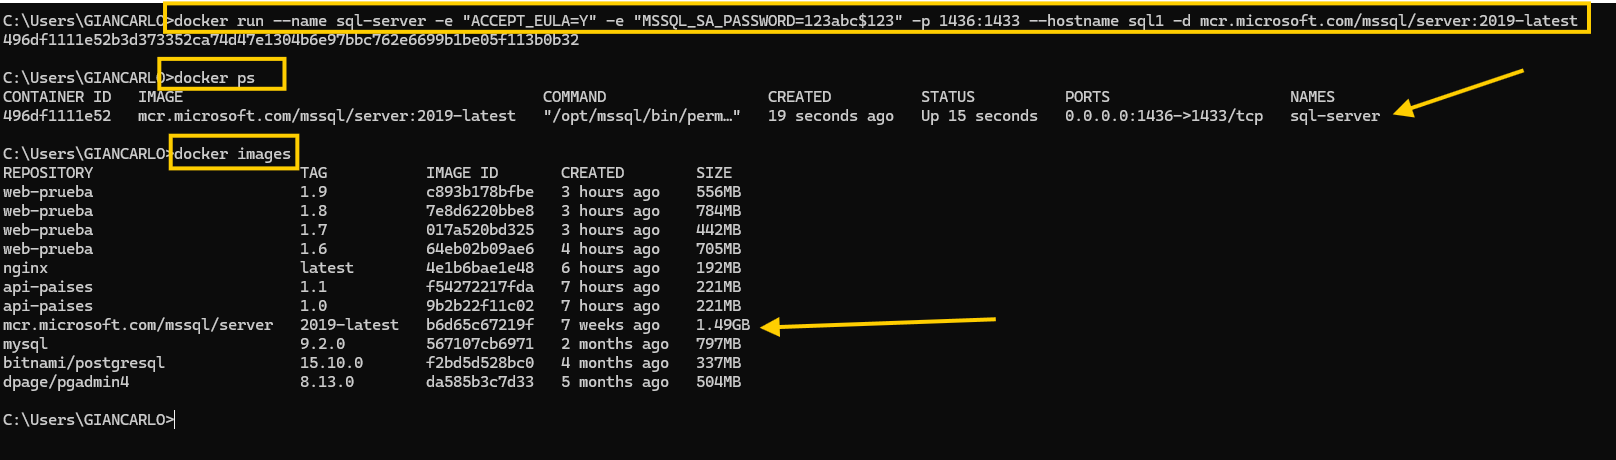 C:\Users\GIANCARLO>docker run --name sql-server -e "ACCEPT_EULA=Y" -e "MSSQL_SA_PASSWORD=123abc$123" -p 1436:1433 --hostname sql1 -d mcr.microsoft.com/mssql/server:2019-latest
496df1111e52b3d373352ca74d47e1304b6e97bbc762e6699b1be05f113b0b32
C:\Users\GIANCARLO>docker ps
CONTAINER ID   IMAGE                                        COMMAND                  CREATED          STATUS          PORTS                    NAMES
496df1111e52   mcr.microsoft.com/mssql/server:2019-latest   "/opt/mssql/bin/perm…"   19 seconds ago   Up 15 seconds   0.0.0.0:1436->1433/tcp   sql-server
C:\Users\GIANCARLO>docker images
REPOSITORY                       TAG           IMAGE ID       CREATED        SIZE
web-prueba                       1.9           c893b178bfbe   3 hours ago    556MB
web-prueba                       1.8           7e8d6220bbe8   3 hours ago    784MB
web-prueba                       1.7           017a520bd325   3 hours ago    442MB
web-prueba                       1.6           64eb02b09ae6   4 hours ago    705MB
nginx                            latest        4e1b6bae1e48   6 hours ago    192MB
api-paises                       1.1           f54272217fda   7 hours ago    221MB
api-paises                       1.0           9b2b22f11c02   7 hours ago    221MB
mcr.microsoft.com/mssql/server   2019-latest   b6d65c67219f   7 weeks ago    1.49GB
mysql                            9.2.0         567107cb6971   2 months ago   797MB
bitnami/postgresql               15.10.0       f2bd5d528bc0   4 months ago   337MB
dpage/pgadmin4                   8.13.0        da585b3c7d33   5 months ago   504MB
C:\Users\GIANCARLO>